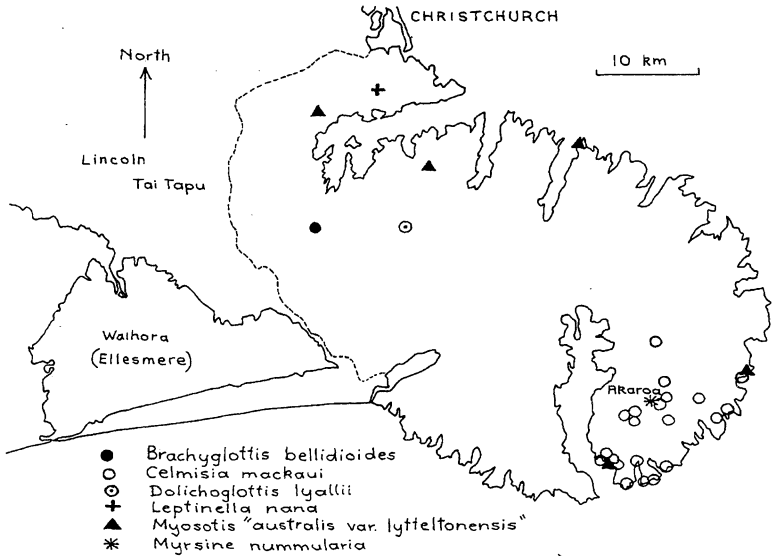 CHRISTCHURCH
North
10 km
Lincoln
Tai Tapu
Waihora
(Ellesmere)
Akaroa
Brachyglottis bellidioides
Celmisia mackaui
Dolichoglottis lyallii
Leptinella nana
Myosotis "australis var. lytteltonensis"
Myrsine nummularia